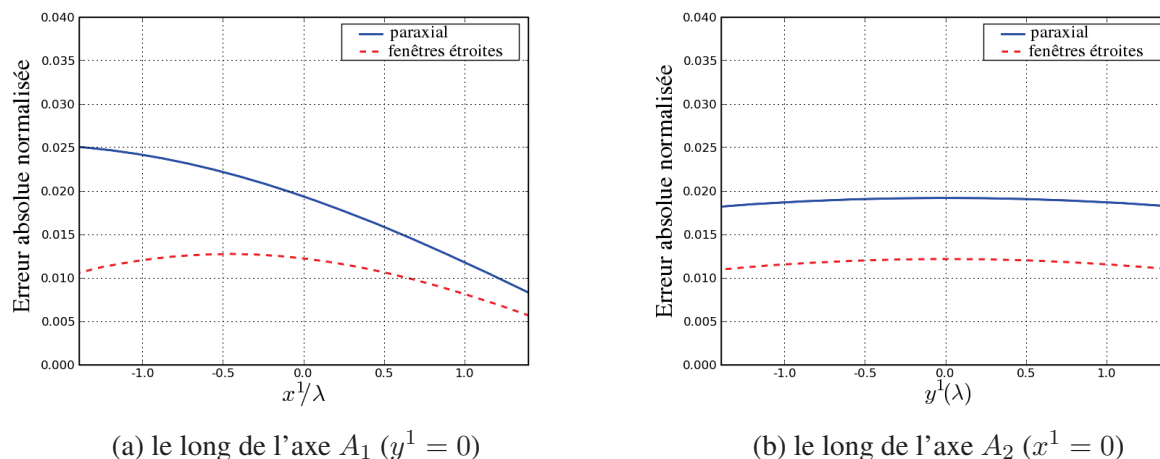 0.040
0.035
0.030
0.025
0.020
0.015
0.010
0.005
0.000
-1.0 -0.5 0.0 0.5 1.0
Erreur absolue normalisée
x¹/λ
paraxial
fenêtres étroites
(a) le long de l'axe A₁ (y¹ = 0)
0.040
0.035
0.030
0.025
0.020
0.015
0.010
0.005
0.000
-1.0 -0.5 0.0 0.5 1.0
Erreur absolue normalisée
y¹(λ)
paraxial
fenêtres étroites
(b) le long de l'axe A₂ (x¹ = 0)